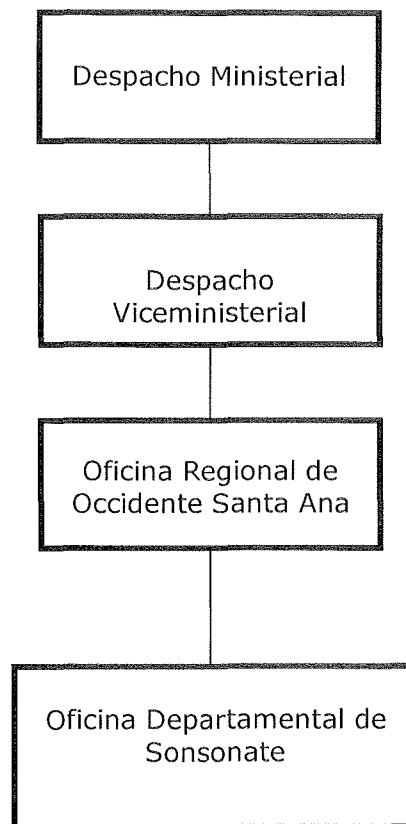 Despacho Ministerial
Despacho
Viceministerial
Oficina Regional de
Occidente Santa Ana
Oficina Departamental de
Sonsonate